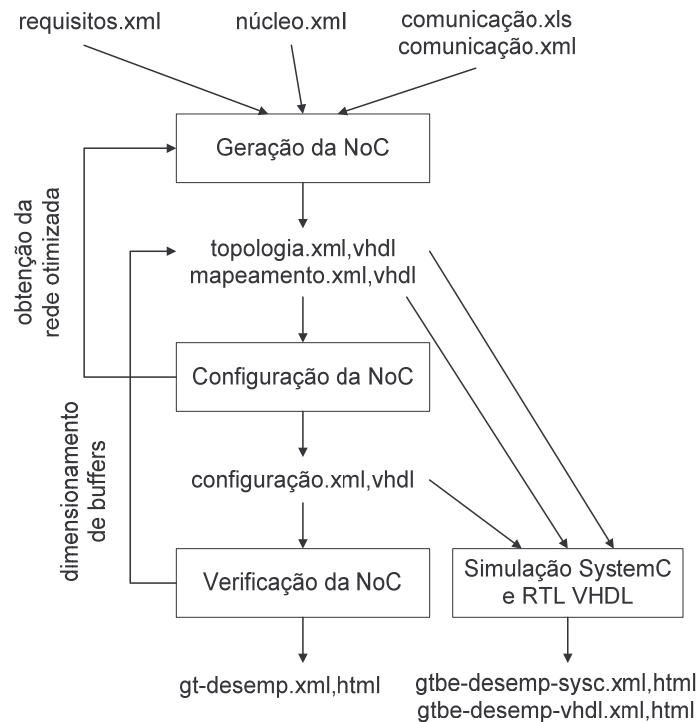 requisitos.xml
núcleo.xml
comunicação.xls
comunicação.xml
Geração da NoC
obtenção da
rede otimizada
topologia.xml,vhdl
mapeamento.xml,vhdl
Configuração da NoC
dimensionamento
de buffers
configuração.xml,vhdl
Verificação da NoC
Simulação SystemC
e RTL VHDL
gt-desemp.xml,html
gtbe-desemp-sysc.xml,html
gtbe-desemp-vhdl.xml,html